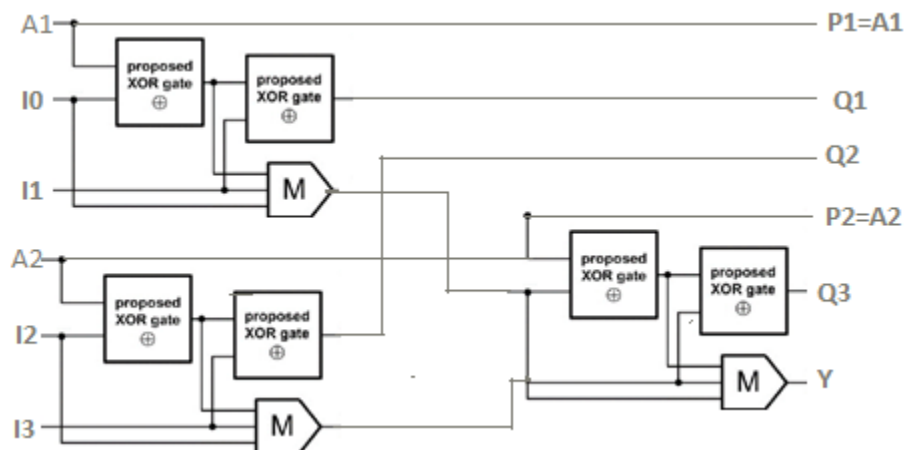 A1
P1=A1
proposed
XOR gate
⊕
proposed
XOR gate
⊕
I0
Q1
Q2
I1
M
P2=A2
A2
proposed
XOR gate
⊕
proposed
XOR gate
⊕
Q3
proposed
XOR gate
⊕
proposed
XOR gate
⊕
I2
M
Y
I3
M